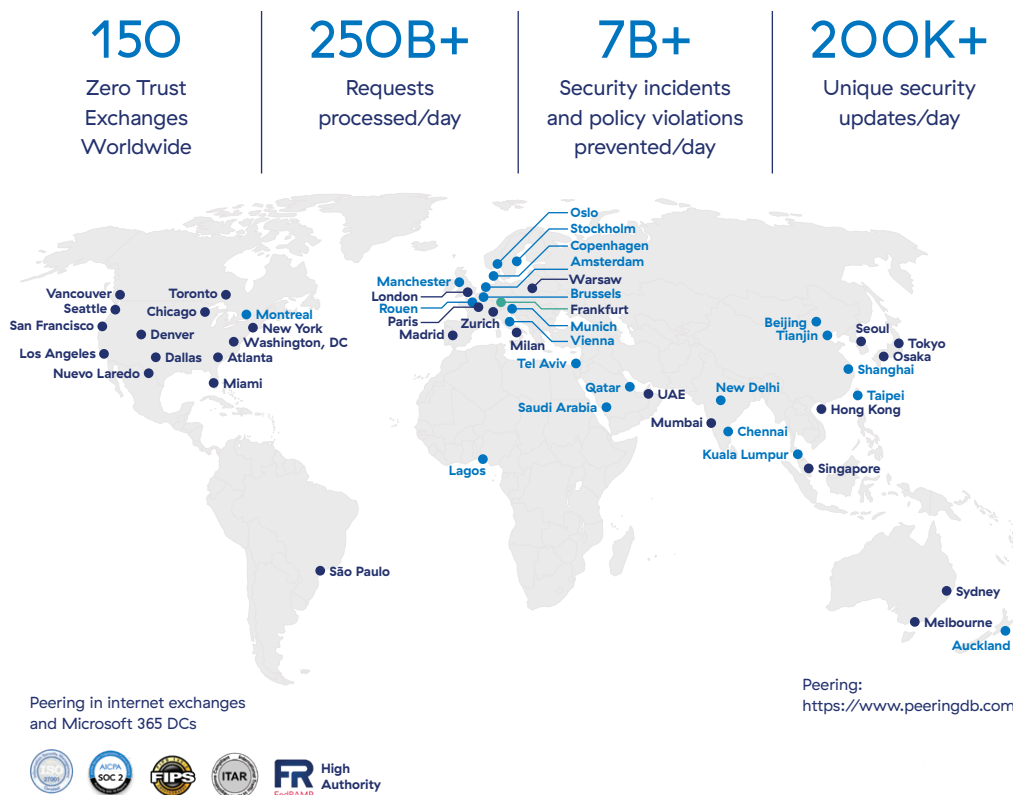 150
Zero Trust
Exchanges
Worldwide
250B+
Requests
processed/day
7B+
Security incidents
and policy violations
prevented/day
200K+
Unique security
updates/day
Oslo
Stockholm
Copenhagen
Amsterdam
Warsaw
Brussels
Frankfurt
Munich
Vienna
Manchester
London
Rouen
Paris
Madrid
Zurich
Milan
Vancouver
Seattle
San Francisco
Los Angeles
Nuevo Laredo
Toronto
Chicago
Denver
Dallas
Montreal
New York
Washington, DC
Atlanta
Miami
Tel Aviv
Qatar
Saudi Arabia
UAE
Lagos
New Delhi
Mumbai
Chennai
Kuala Lumpur
Singapore
Beijing
Tianjin
Seoul
Tokyo
Osaka
Shanghai
Taipei
Hong Kong
São Paulo
Sydney
Melbourne
Auckland
Peering in internet exchanges
and Microsoft 365 DCs
Peering:
https://www.peeringdb.com
ISO
27001
AICPA
SOC 2
FIPS
ITAR
FR
FedRAMP
High
Authority